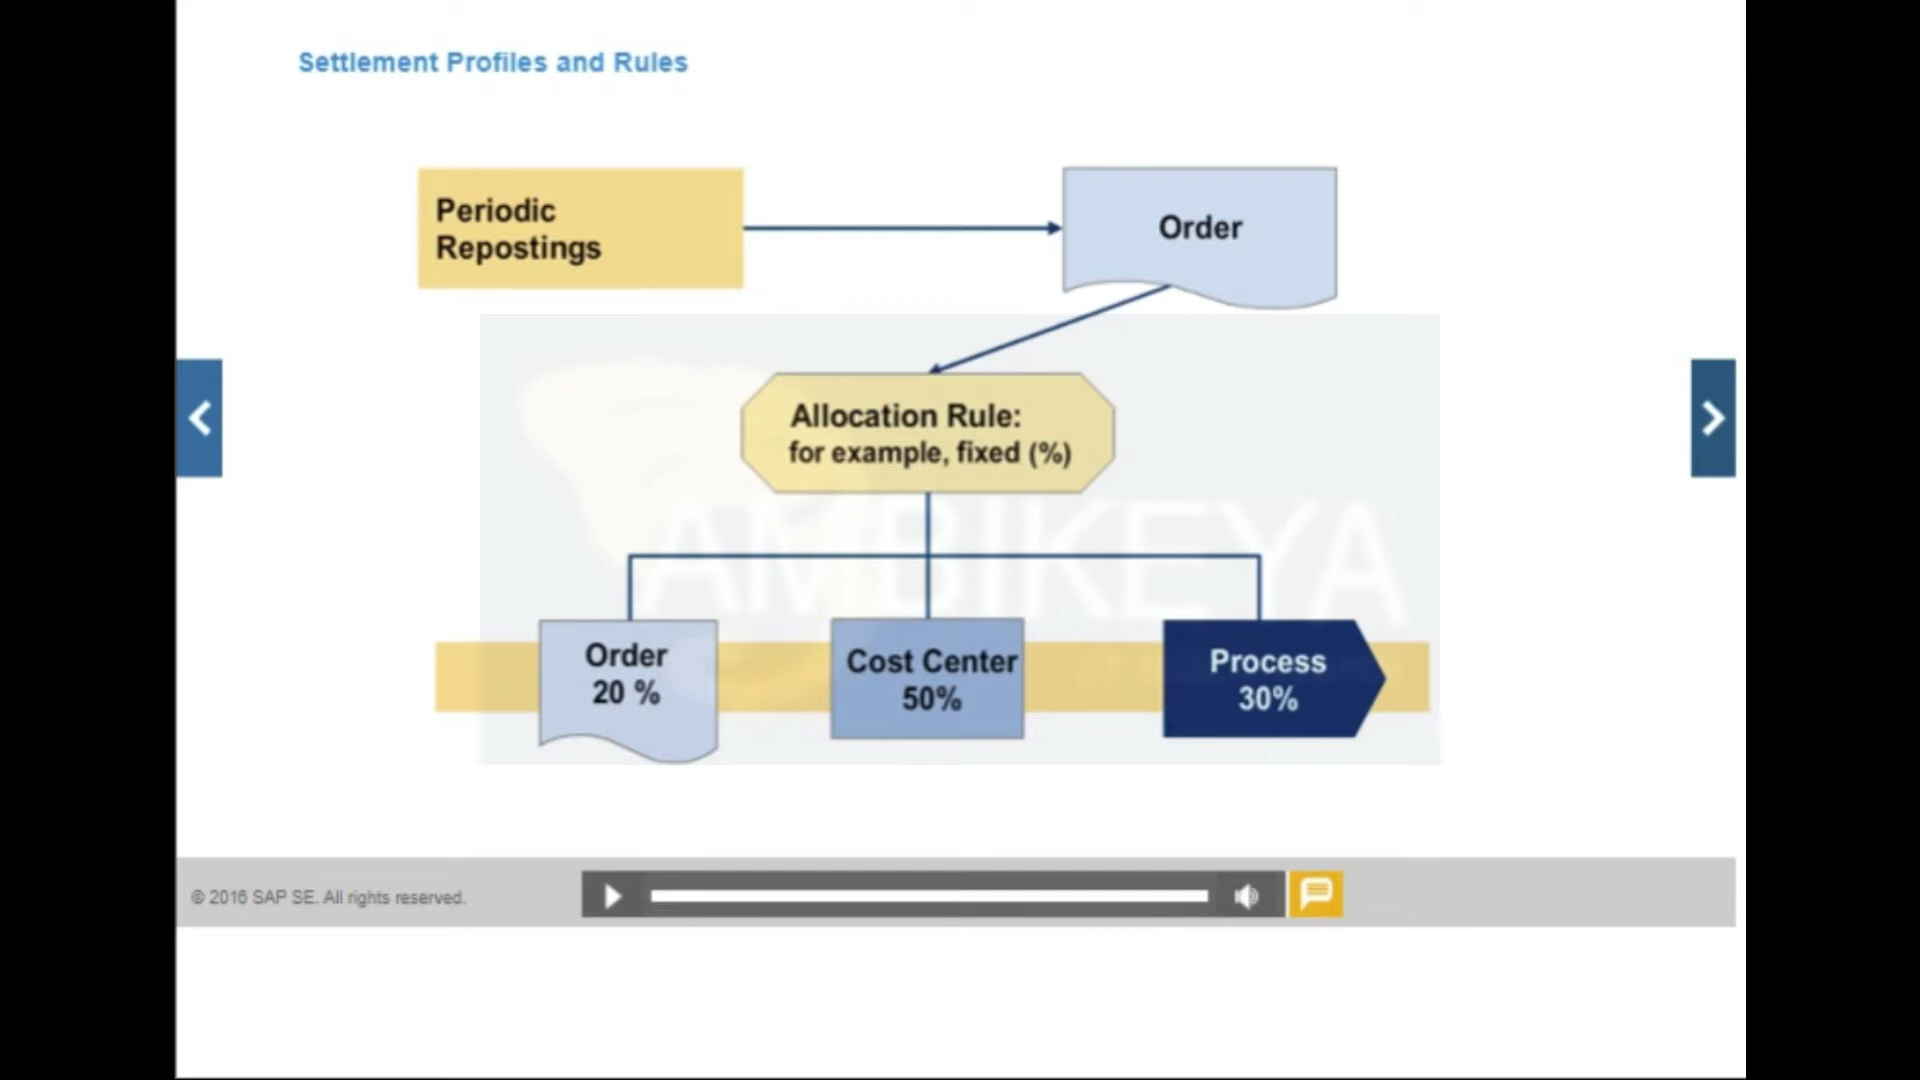 Settlement Profiles and Rules
Periodic
Repostings
Order
Allocation Rule:
for example, fixed (%)
AMBIKEYA
Order
20 %
Cost Center
50%
Process
30%
© 2016 SAP SE. All rights reserved.